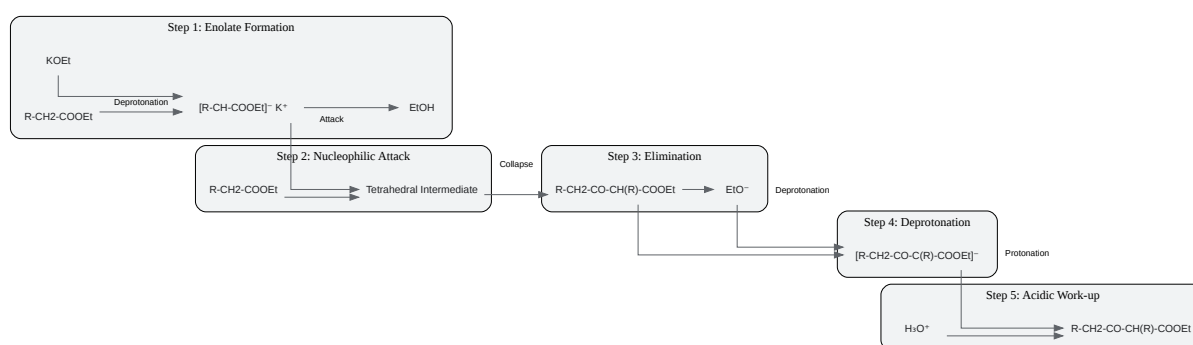 Step 1: Enolate Formation
KOEt
Deprotonation
R-CH2-COOEt
[R-CH-COOEt]⁻ K⁺
Attack
EtOH
Step 2: Nucleophilic Attack
R-CH2-COOEt
Tetrahedral Intermediate
Collapse
Step 3: Elimination
R-CH2-CO-CH(R)-COOEt
EtO⁻
Deprotonation
Step 4: Deprotonation
[R-CH2-CO-C(R)-COOEt]⁻
Protonation
Step 5: Acidic Work-up
H₃O⁺
R-CH2-CO-CH(R)-COOEt